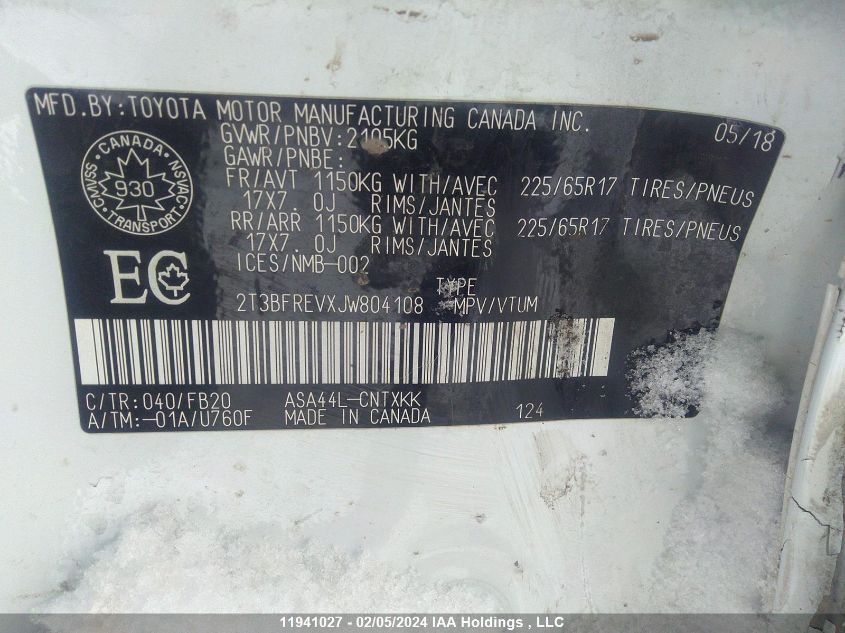 MFD.BY:TOYOTA MOTOR MANUFACTURING CANADA INC. 05/18
GVWR/PNBV:2105KG
GAWR/PNBE:
FR/AVT 1150KG WITH/AVEC 225/65R17 TIRES/PNEUS
17X7.0J RIMS/JANTES
RR/ARR 1150KG WITH/AVEC 225/65R17 TIRES/PNEUS
17X7.0J RIMS/JANTES
ICES/NMB-002
CANADA
CMVSS 930 NSVAC
TRANSPORT
EC
TYPE
2T3BFREVXJW804108 MPV/VTUM
C/TR:040/FB20 ASA44L-CNTXKK
A/TM:-01A/U760F MADE IN CANADA 124
11941027 - 02/05/2024 IAA Holdings , LLC